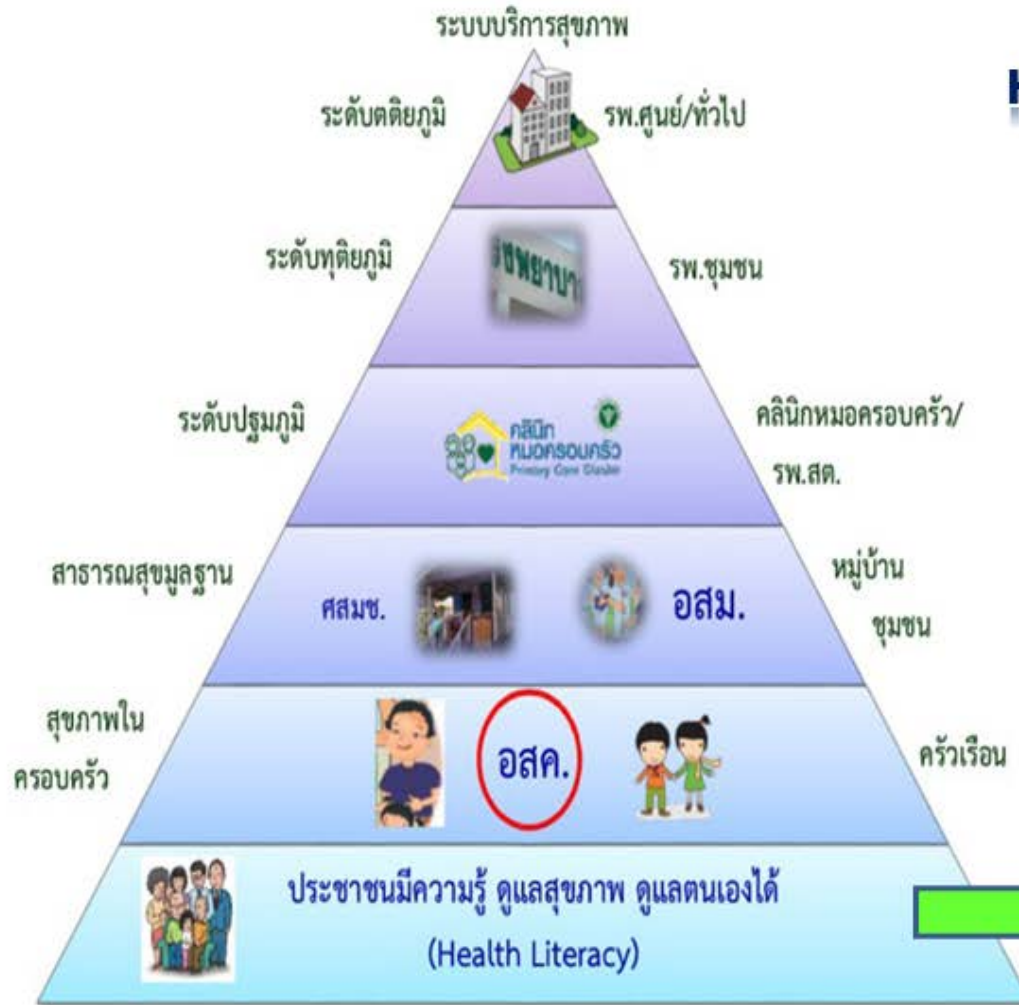 ระบบบริการสุขภาพ
ระดับตติยภูมิ
รพ.ศูนย์/ทั่วไป
ระดับทุติยภูมิ
งพยาบา
รพ.ชุมชน
ระดับปฐมภูมิ
คลินิก
หมอครอบครัว
Primary Care Cluster
คลินิกหมอครอบครัว/
รพ.สต.
สาธารณสุขมูลฐาน
ศสมช.
อสม.
หมู่บ้าน
ชุมชน
สุขภาพใน
ครอบครัว
อสค.
ครัวเรือน
ประชาชนมีความรู้ ดูแลสุขภาพ ดูแลตนเองได้
(Health Literacy)